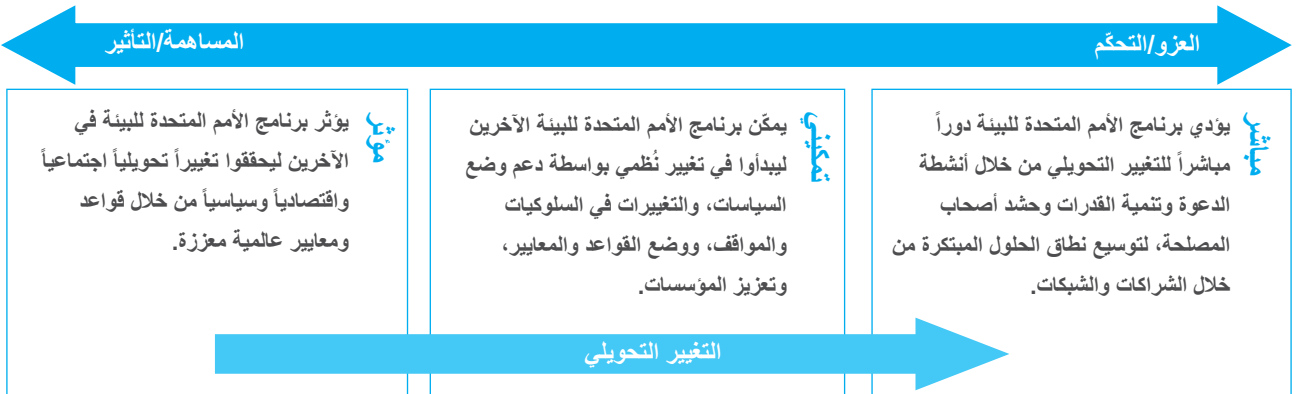 العزو/التحكّم
المساهمة/التأثير
مباشر
يؤدي برنامج الأمم المتحدة للبيئة دوراً
مباشراً للتغيير التحويلي من خلال أنشطة
الدعوة وتنمية القدرات وحشد أصحاب
المصلحة، لتوسيع نطاق الحلول المبتكرة من
خلال الشراكات والشبكات.
تمكيني
يمكّن برنامج الأمم المتحدة للبيئة الآخرين
ليبدأوا في تغيير نُظمي بواسطة دعم وضع
السياسات، والتغييرات في السلوكيات
والمواقف، ووضع القواعد والمعايير،
وتعزيز المؤسسات.
مؤثر
يؤثر برنامج الأمم المتحدة للبيئة في
الآخرين ليحققوا تغييراً تحويلياً اجتماعياً
واقتصادياً وسياسياً من خلال قواعد
ومعايير عالمية معززة.
التغيير التحويلي